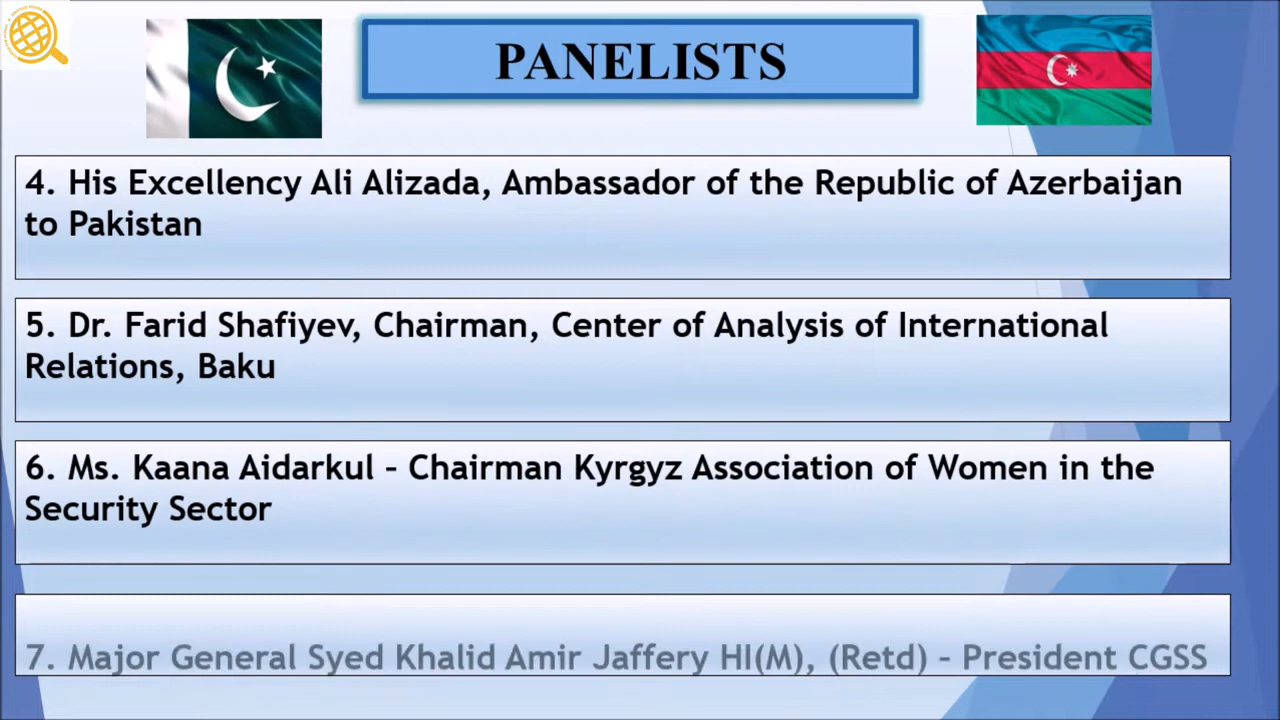 PANELISTS
4. His Excellency Ali Alizada, Ambassador of the Republic of Azerbaijan
to Pakistan
5. Dr. Farid Shafiyev, Chairman, Center of Analysis of International
Relations, Baku
6. Ms. Kaana Aidarkul – Chairman Kyrgyz Association of Women in the
Security Sector
7. Major General Syed Khalid Amir Jaffery HI(M), (Retd) – President CGSS